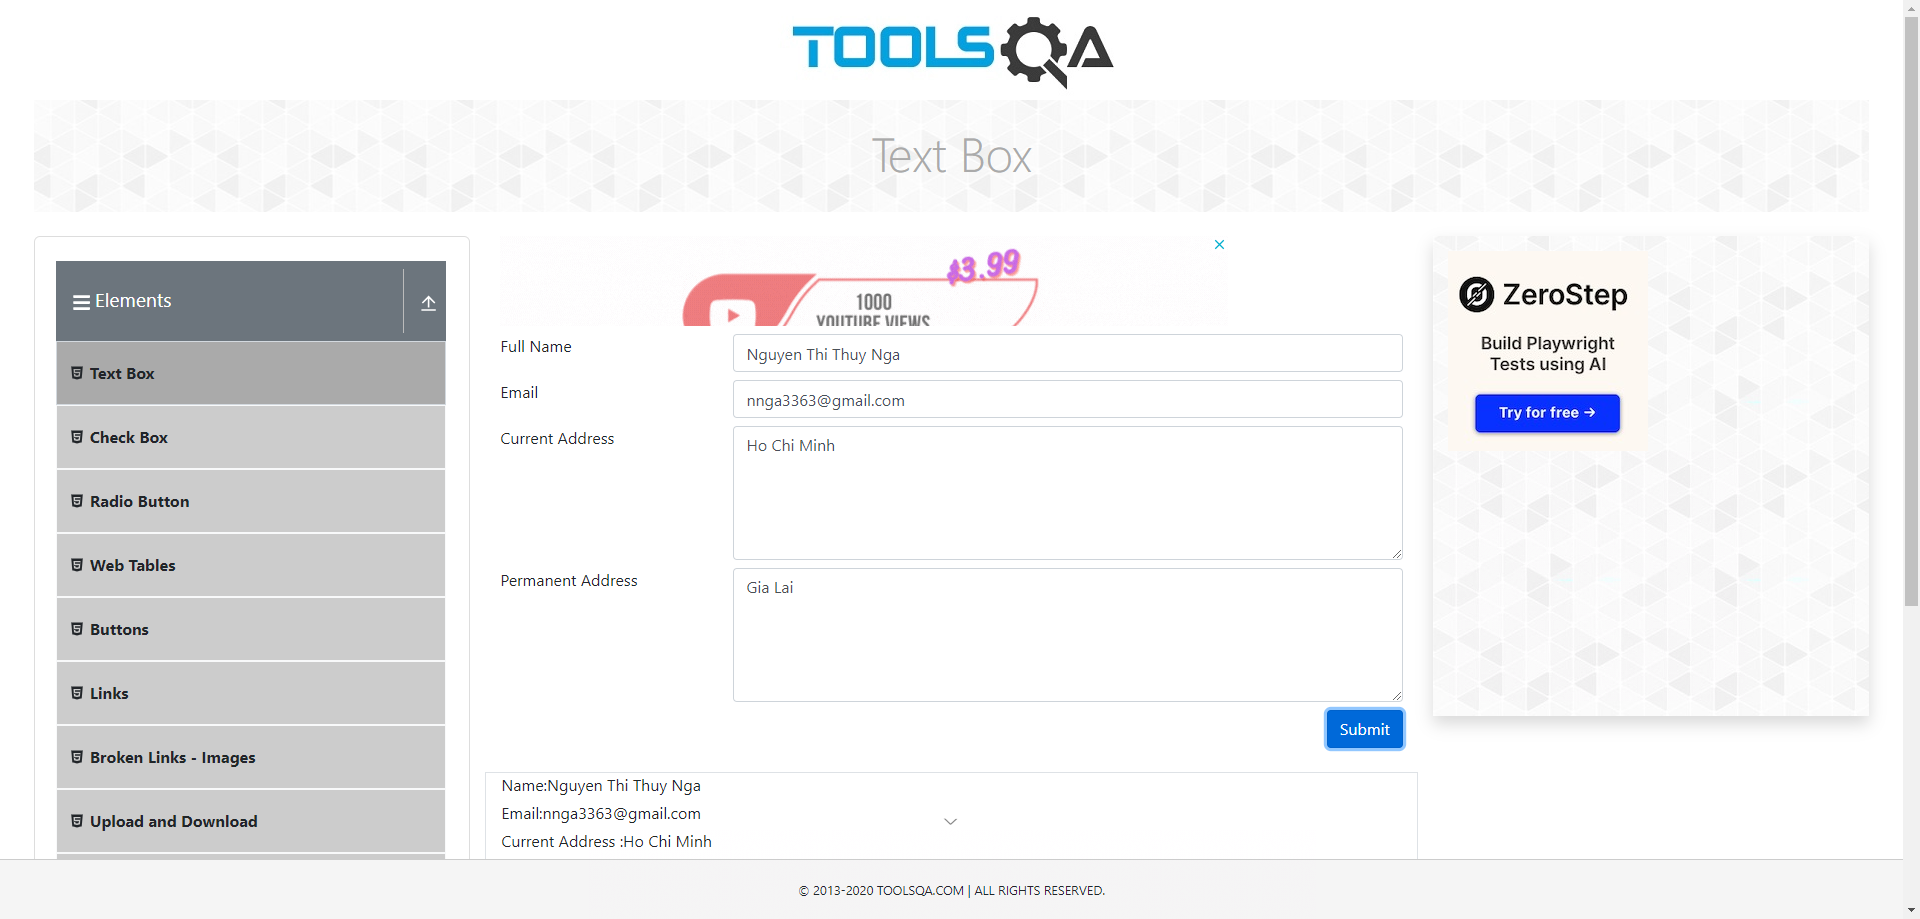 TOOLSQA
Text Box
Elements
Text Box
Check Box
Radio Button
Web Tables
Buttons
Links
Broken Links - Images
Upload and Download
$3.99
1000
YOUTUBE VIEWS
Full Name
Nguyen Thi Thuy Nga
Email
nnga3363@gmail.com
Current Address
Ho Chi Minh
Permanent Address
Gia Lai
Submit
Name:Nguyen Thi Thuy Nga
Email:nnga3363@gmail.com
Current Address :Ho Chi Minh
ZeroStep
Build Playwright
Tests using AI
Try for free →
© 2013-2020 TOOLSQA.COM | ALL RIGHTS RESERVED.